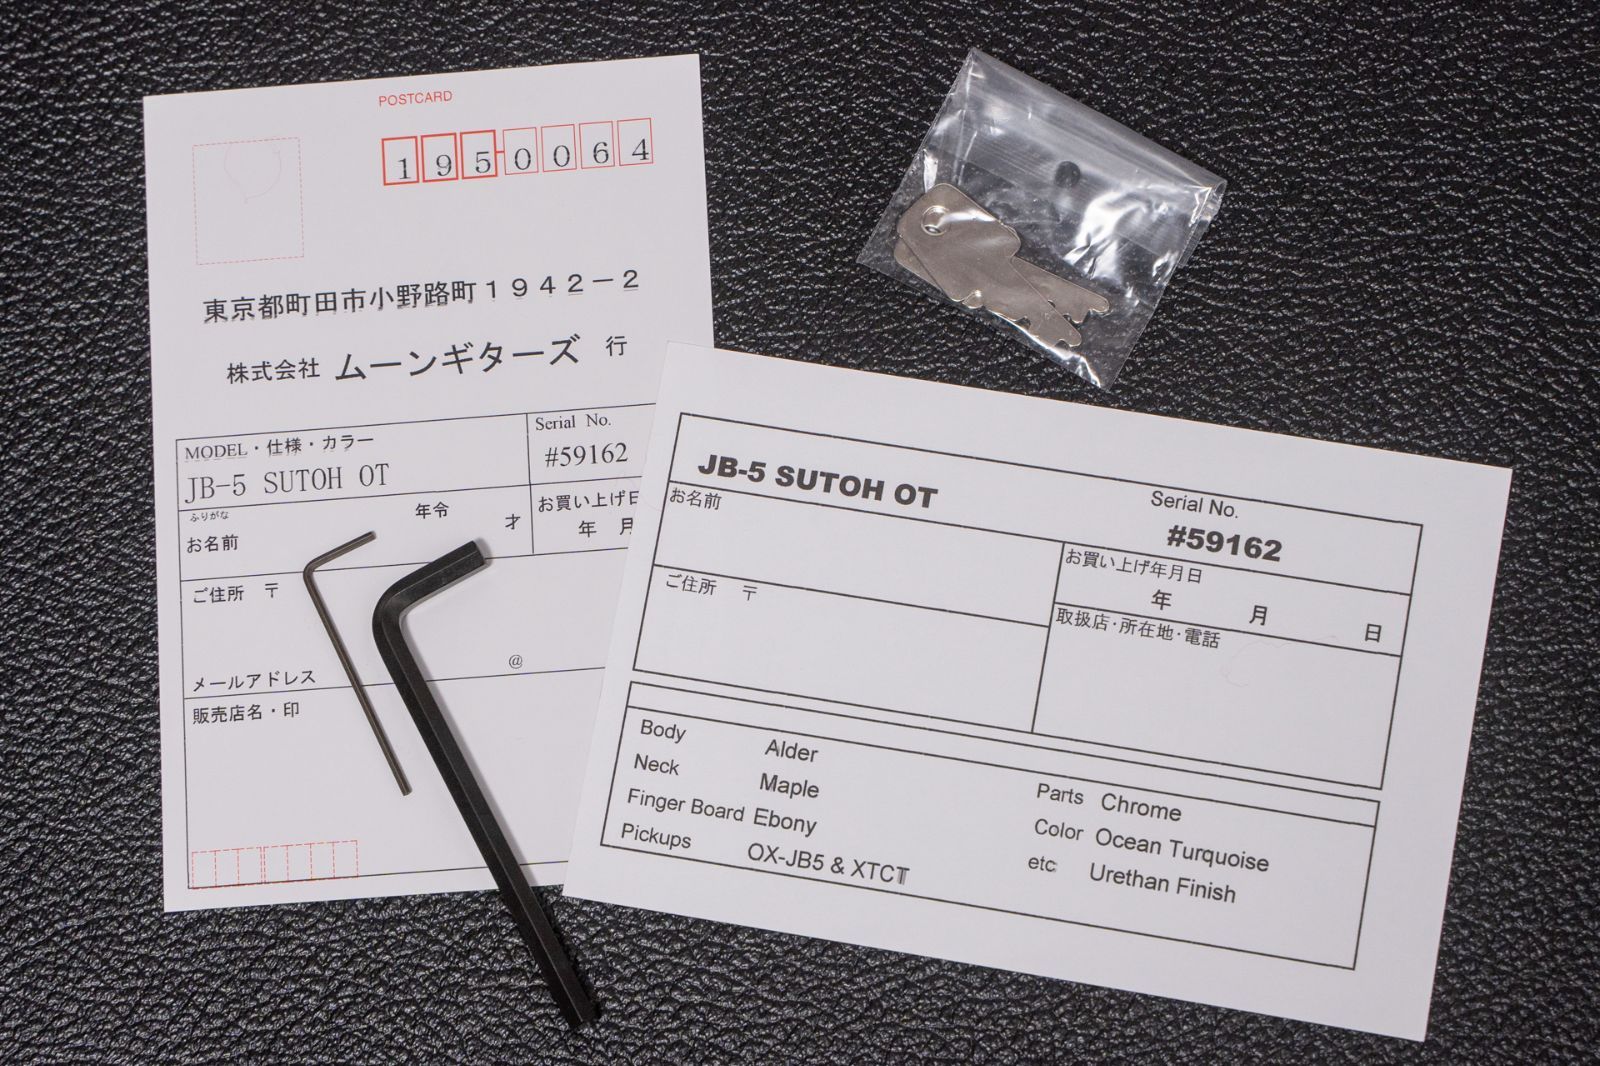 POSTCARD
195-0064
東京都町田市小野路町1942-2
株式会社 ムーンギターズ 行
MODEL・仕様・カラー
JB-5 SUTOH OT
Serial No.
#59162
ふりがな
お名前
年令 才
お買い上げ日
年 月
ご住所 〒
メールアドレス @
販売店名・印
JB-5 SUTOH OT
Serial No.
#59162
お名前
お買い上げ年月日
年 月 日
ご住所 〒
取扱店・所在地・電話
Body Alder
Neck Maple
Finger Board Ebony
Pickups OX-JB5 & XTCT
Parts Chrome
Color Ocean Turquoise
etc Urethan Finish